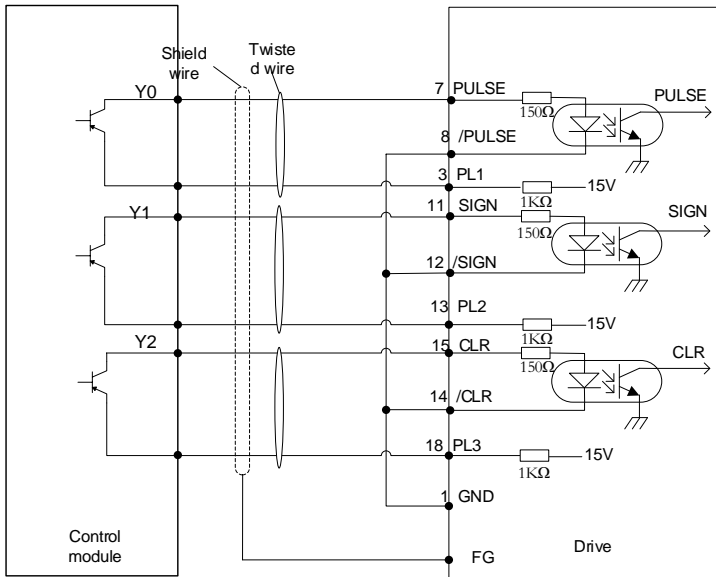 Shield
wire
Twiste
d wire
Y0
7 PULSE
150Ω
PULSE
8 /PULSE
3 PL1
15V
1KΩ
Y1
11 SIGN
150Ω
SIGN
12 /SIGN
13 PL2
15V
1KΩ
Y2
15 CLR
150Ω
CLR
14 /CLR
18 PL3
15V
1KΩ
1 GND
Control
module
FG
Drive